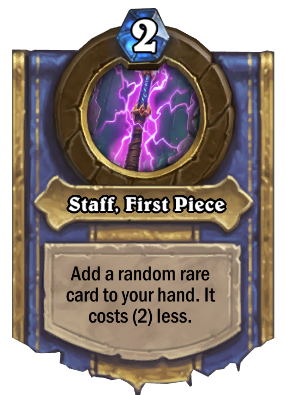 2
Staff, First Piece
Add a random rare
card to your hand. It
costs (2) less.